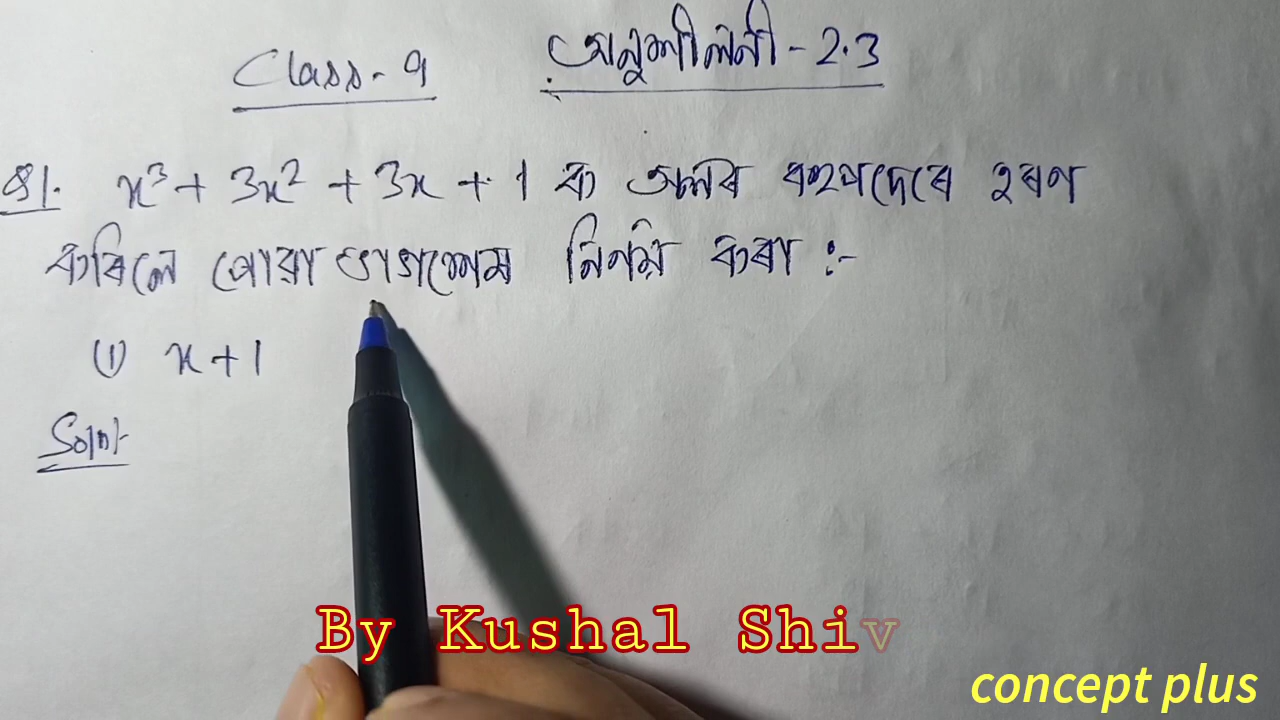 Class - 9 অনুশীলনী - 2.3
Q1. x³ + 3x² + 3x + 1 ক তলৰ বহুপদেৰে হৰণ
কৰিলে পোৱা ভাগশেষ নিৰ্ণয় কৰা :-
(i) x + 1
Soln:-
By Kushal Shiv
concept plus